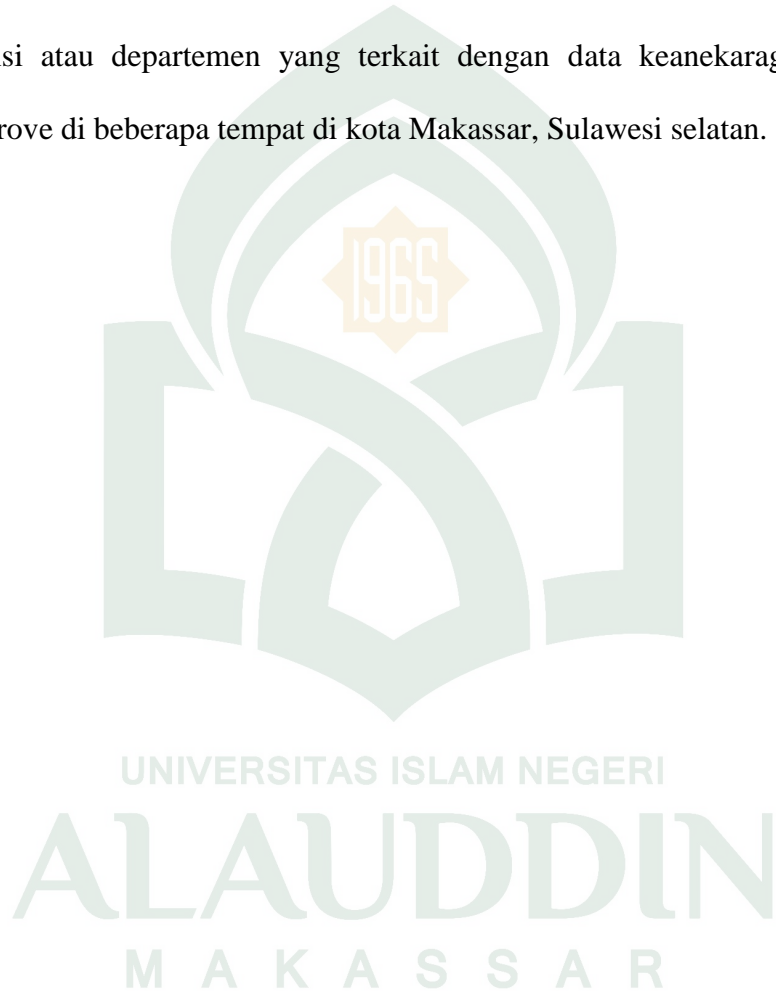 si atau departemen yang terkait dengan data keanekarag
rove di beberapa tempat di kota Makassar, Sulawesi selatan.
1965
UNIVERSITAS ISLAM NEGERI
ALAUDDIN
MAKASSAR